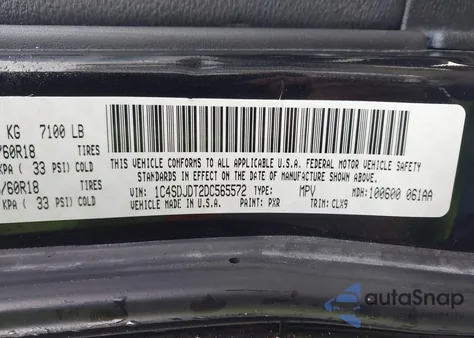 KG 7100 LB
/60R18 TIRES
KPA ( 33 PSI) COLD
/60R18 TIRES
KPA ( 33 PSI) COLD
THIS VEHICLE CONFORMS TO ALL APPLICABLE U.S.A. FEDERAL MOTOR VEHICLE SAFETY
STANDARDS IN EFFECT ON THE DATE OF MANUFACTURE SHOWN ABOVE.
VIN: 1C4SDJDT2DC565572 TYPE: MPV MDH: 100600 061AA
VEHICLE MADE IN U.S.A. PAINT: PXR TRIM: CLX9
autoSnap
Powered by